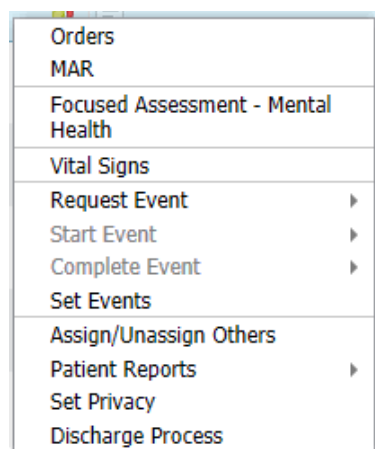 Orders
MAR
Focused Assessment - Mental
Health
Vital Signs
Request Event
Start Event
Complete Event
Set Events
Assign/Unassign Others
Patient Reports
Set Privacy
Discharge Process